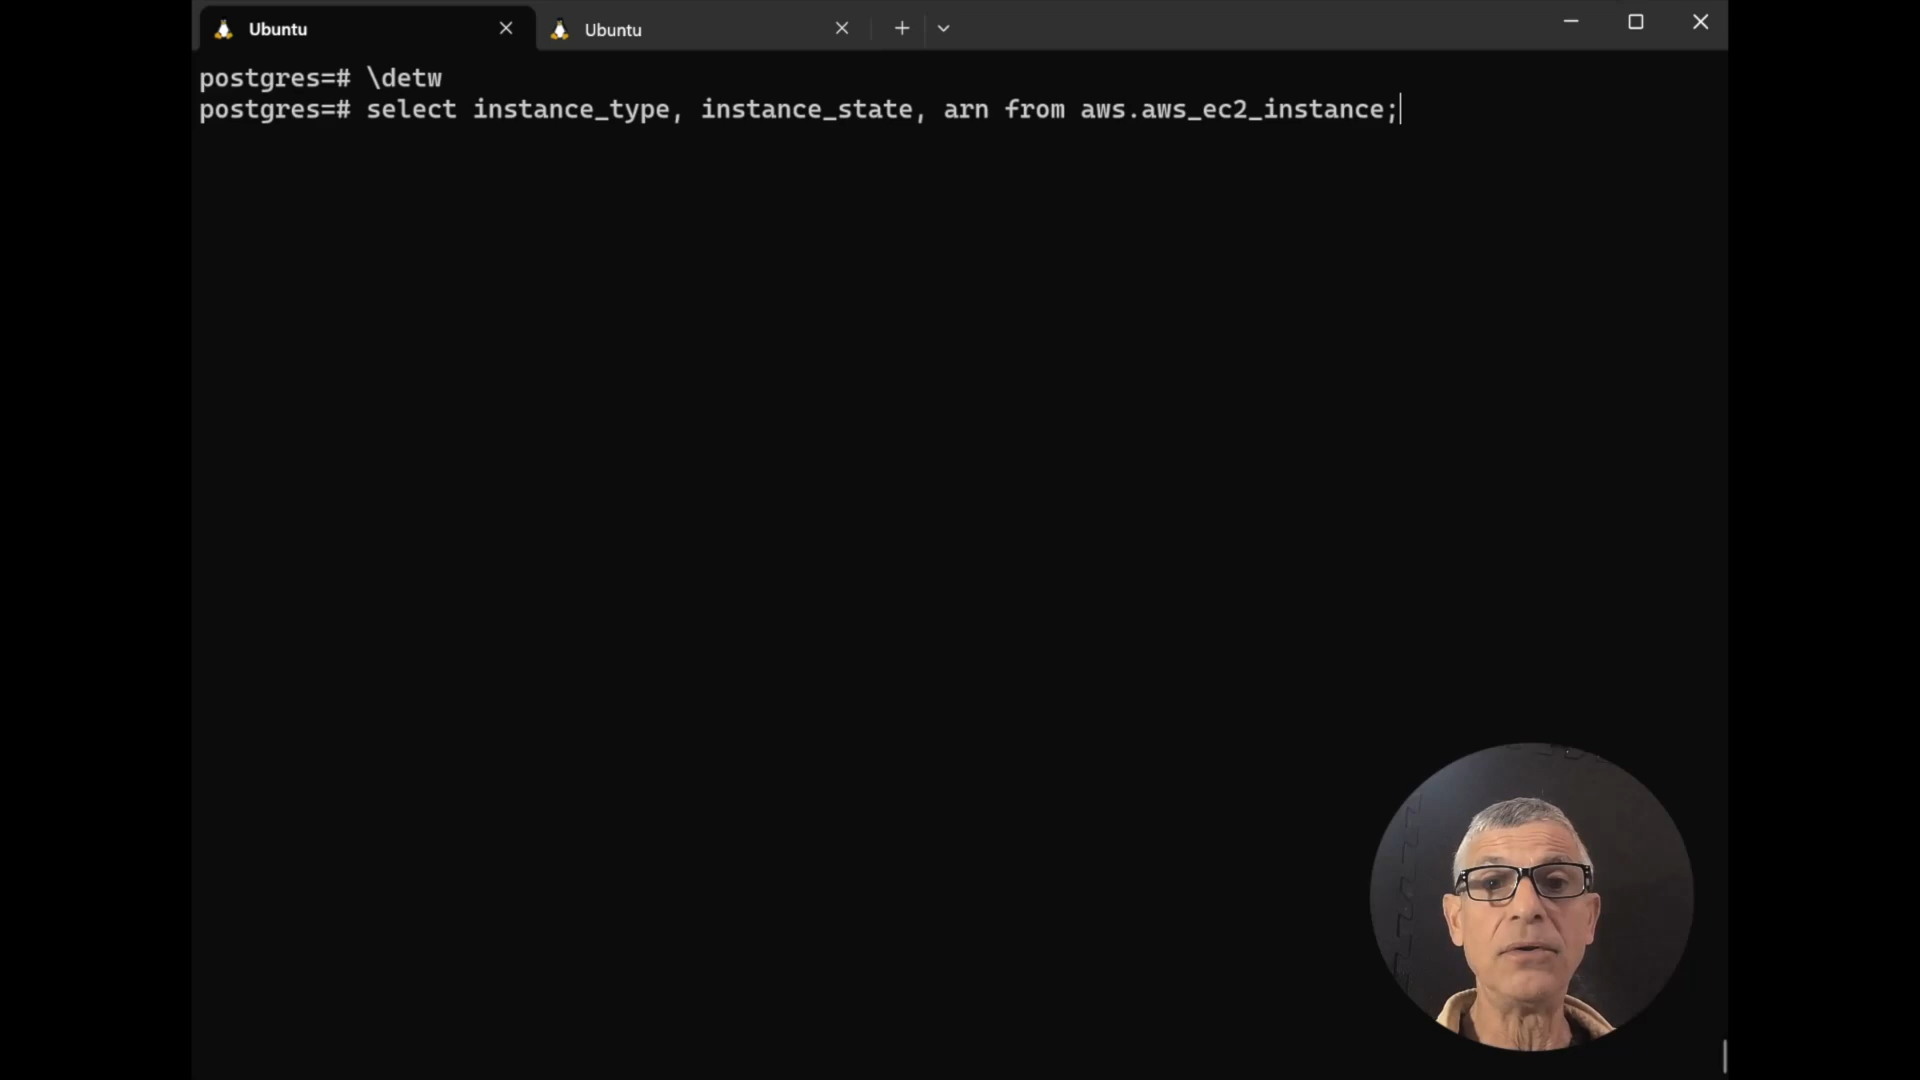 Ubuntu
Ubuntu
postgres=# \detw
postgres=# select instance_type, instance_state, arn from aws.aws_ec2_instance;